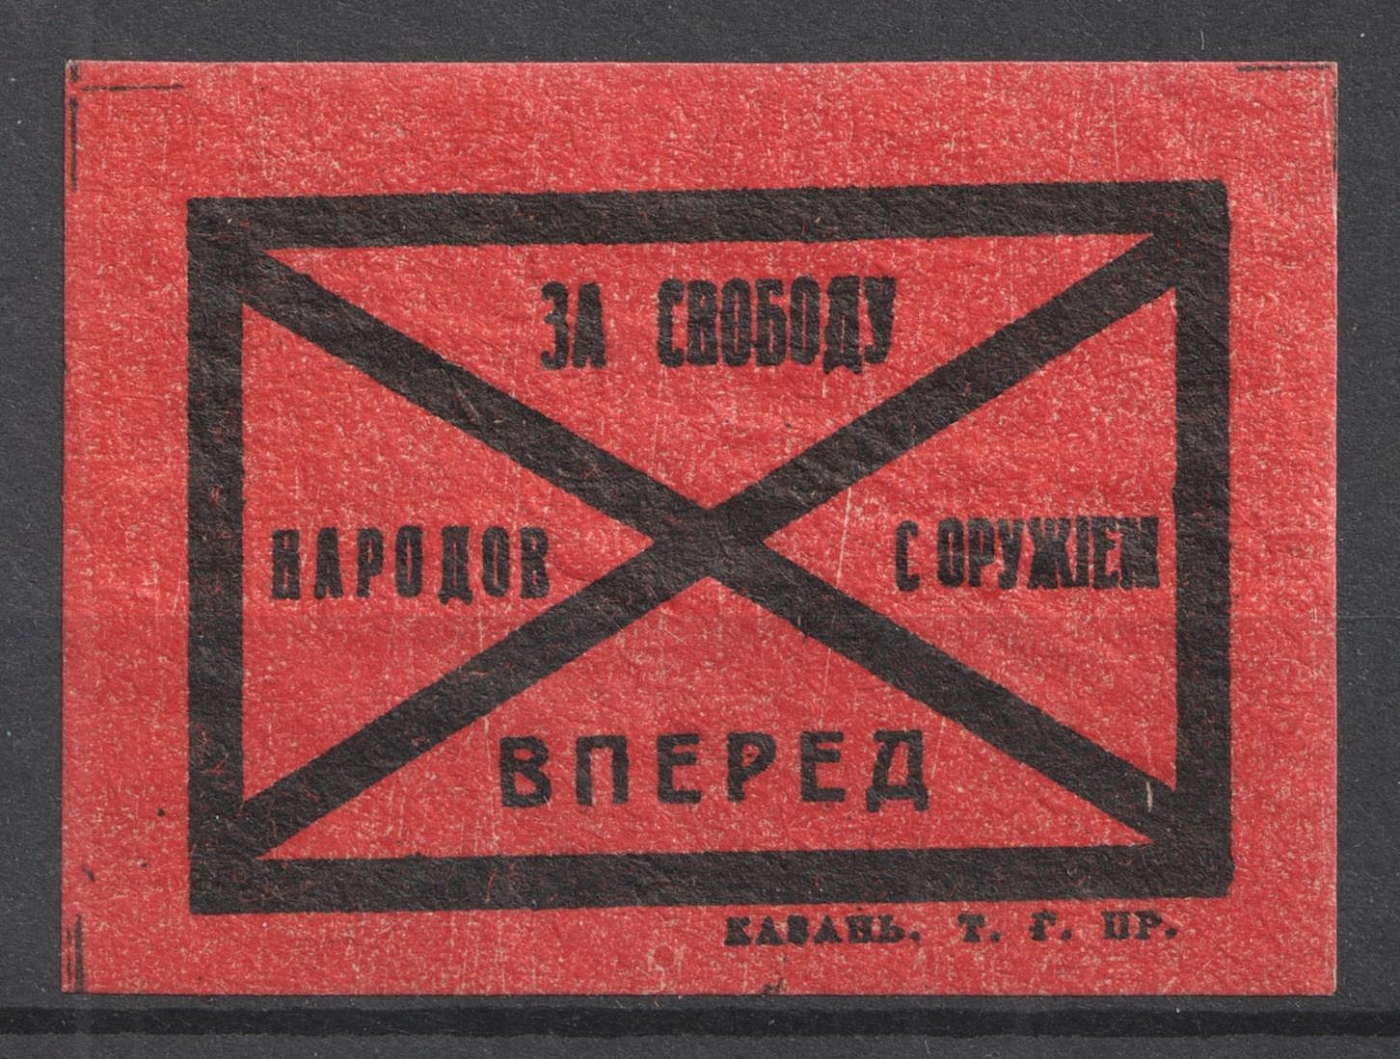 ЗА СВОБОДУ
НАРОДОВ
С ОРУЖІЕМ
ВПЕРЕД
КАЗАНЬ. Т. Г. ПР.